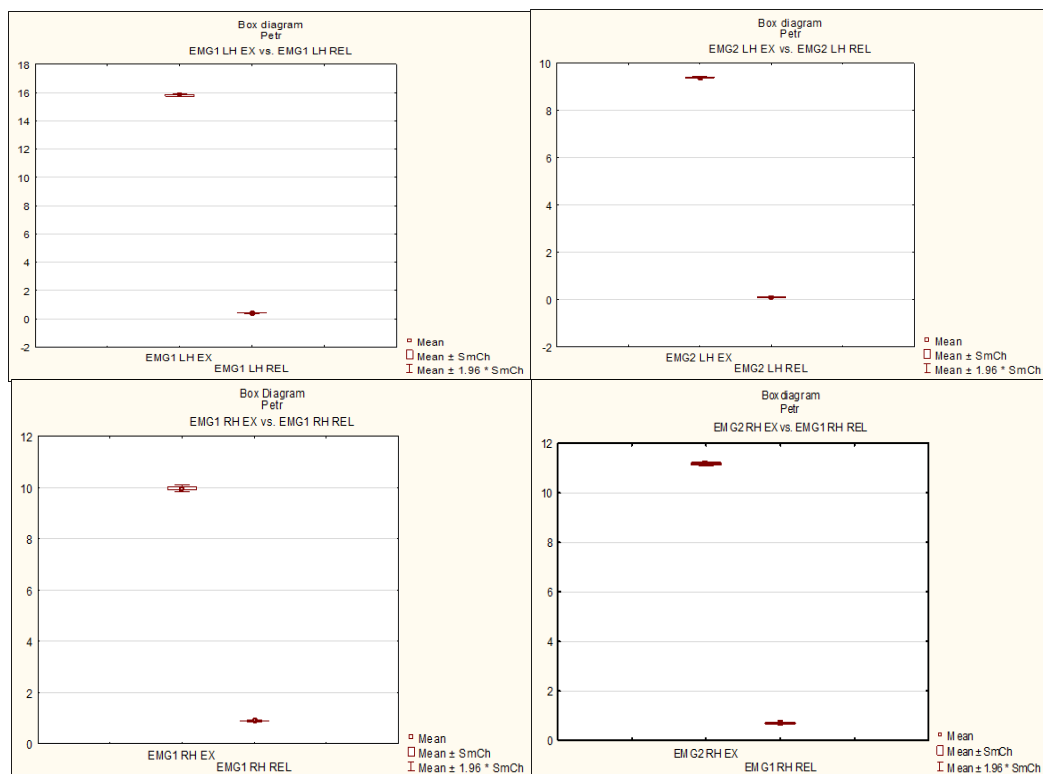 Box diagram
Petr
EMG1 LH EX vs. EMG1 LH REL
18
16
14
12
10
8
6
4
2
0
-2
EMG1 LH EX
EMG1 LH REL
Mean
Mean ± SmCh
Mean ± 1.96 * SmCh
Box diagram
Petr
EMG2 LH EX vs. EMG2 LH REL
10
8
6
4
2
0
-2
EMG2 LH EX
EMG2 LH REL
Mean
Mean ± SmCh
Mean ± 1.96 * SmCh
Box Diagram
Petr
EMG1 RH EX vs. EMG1 RH REL
12
10
8
6
4
2
0
EMG1 RH EX
EMG1 RH REL
Mean
Mean ± SmCh
Mean ± 1.96 * SmCh
Box diagram
Petr
EMG2 RH EX vs. EMG1 RH REL
12
10
8
6
4
2
0
EMG2 RH EX
EMG1 RH REL
Mean
Mean ± SmCh
Mean ± 1.96 * SmCh